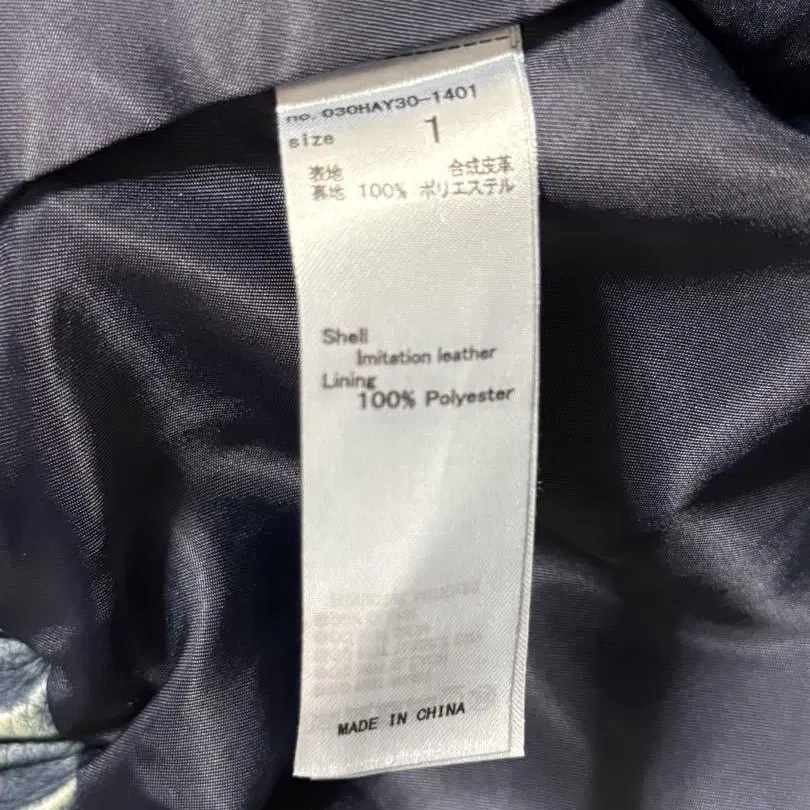 no. 030HAY30-1401
size 1
表地 合成皮革
裏地 100% ポリエステル
Shell
Imitation leather
Lining
100% Polyester
MADE IN CHINA